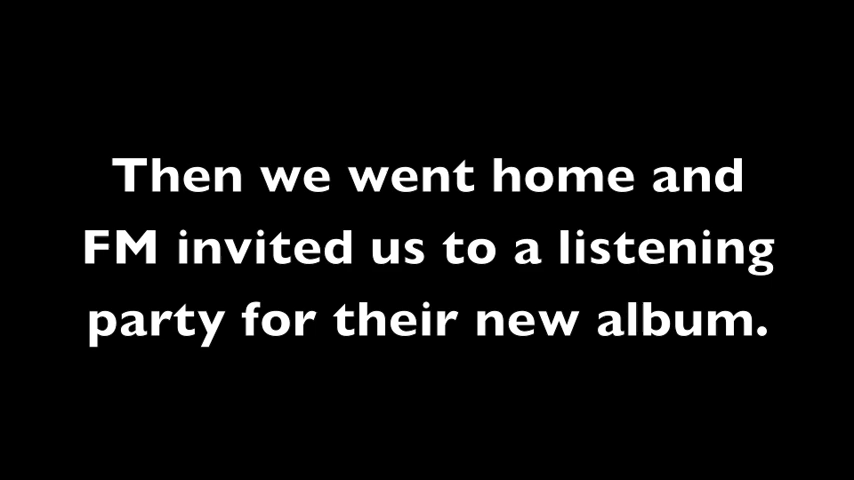 Then we went home and
FM invited us to a listening
party for their new album.